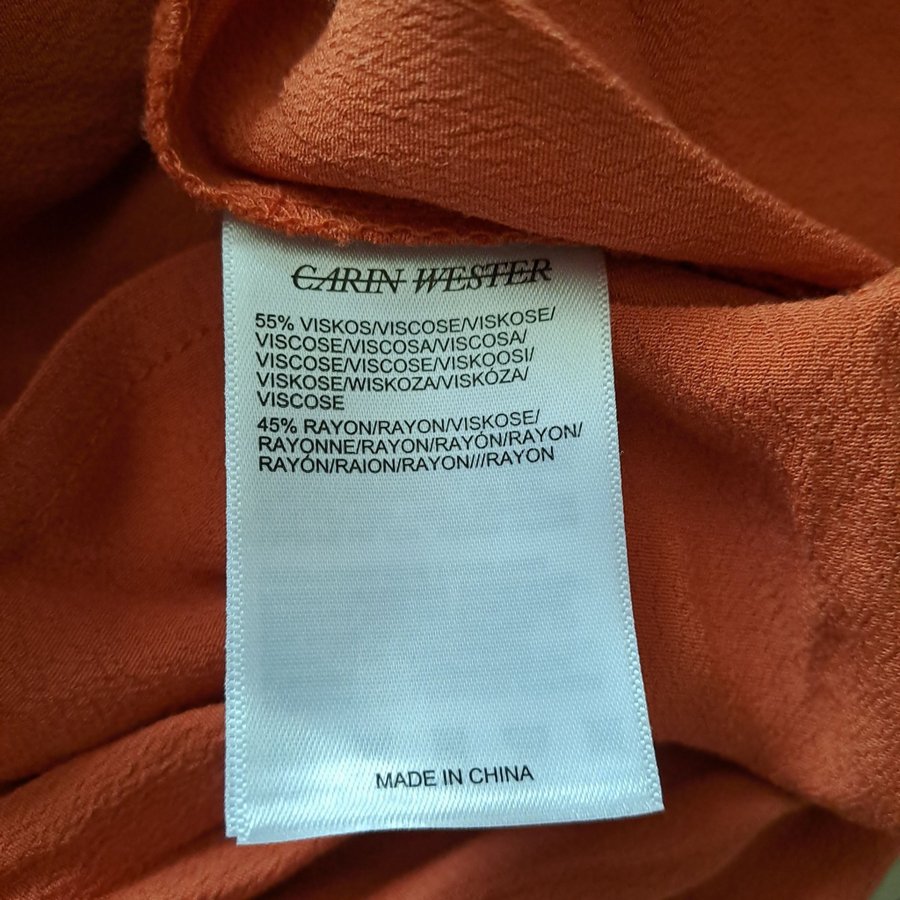 CARIN WESTER
55% VISKOS/VISCOSE/VISKOSE/
VISCOSE/VISCOSA/VISCOSA/
VISCOSE/VISCOSE/VISKOOSI/
VISKOSE/WISKOZA/VISKÓZA/
VISCOSE
45% RAYON/RAYON/VISKOSE/
RAYONNE/RAYON/RAYÓN/RAYON/
RAYÓN/RAION/RAYON///RAYON
MADE IN CHINA